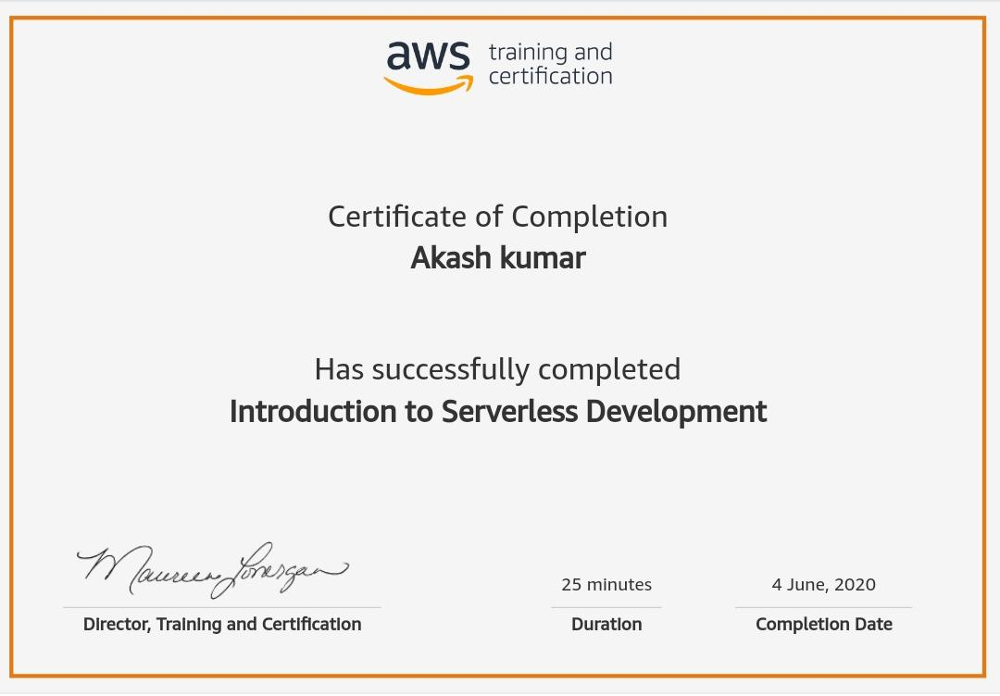 aws training and
certification
Certificate of Completion
Akash kumar
Has successfully completed
Introduction to Serverless Development
Maureen Lonergan
25 minutes
4 June, 2020
Director, Training and Certification
Duration
Completion Date